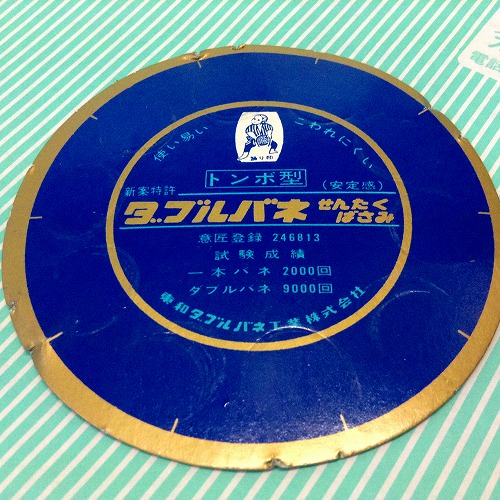 使い易い
こわれにくい
トンボ型
新案特許
(安定感)
ダブルバネ
せんたく
ばさみ
意匠登録 246813
試験成績
一本バネ 2000回
ダブルバネ 9000回
東和ダブルバネ工業株式会社
電話